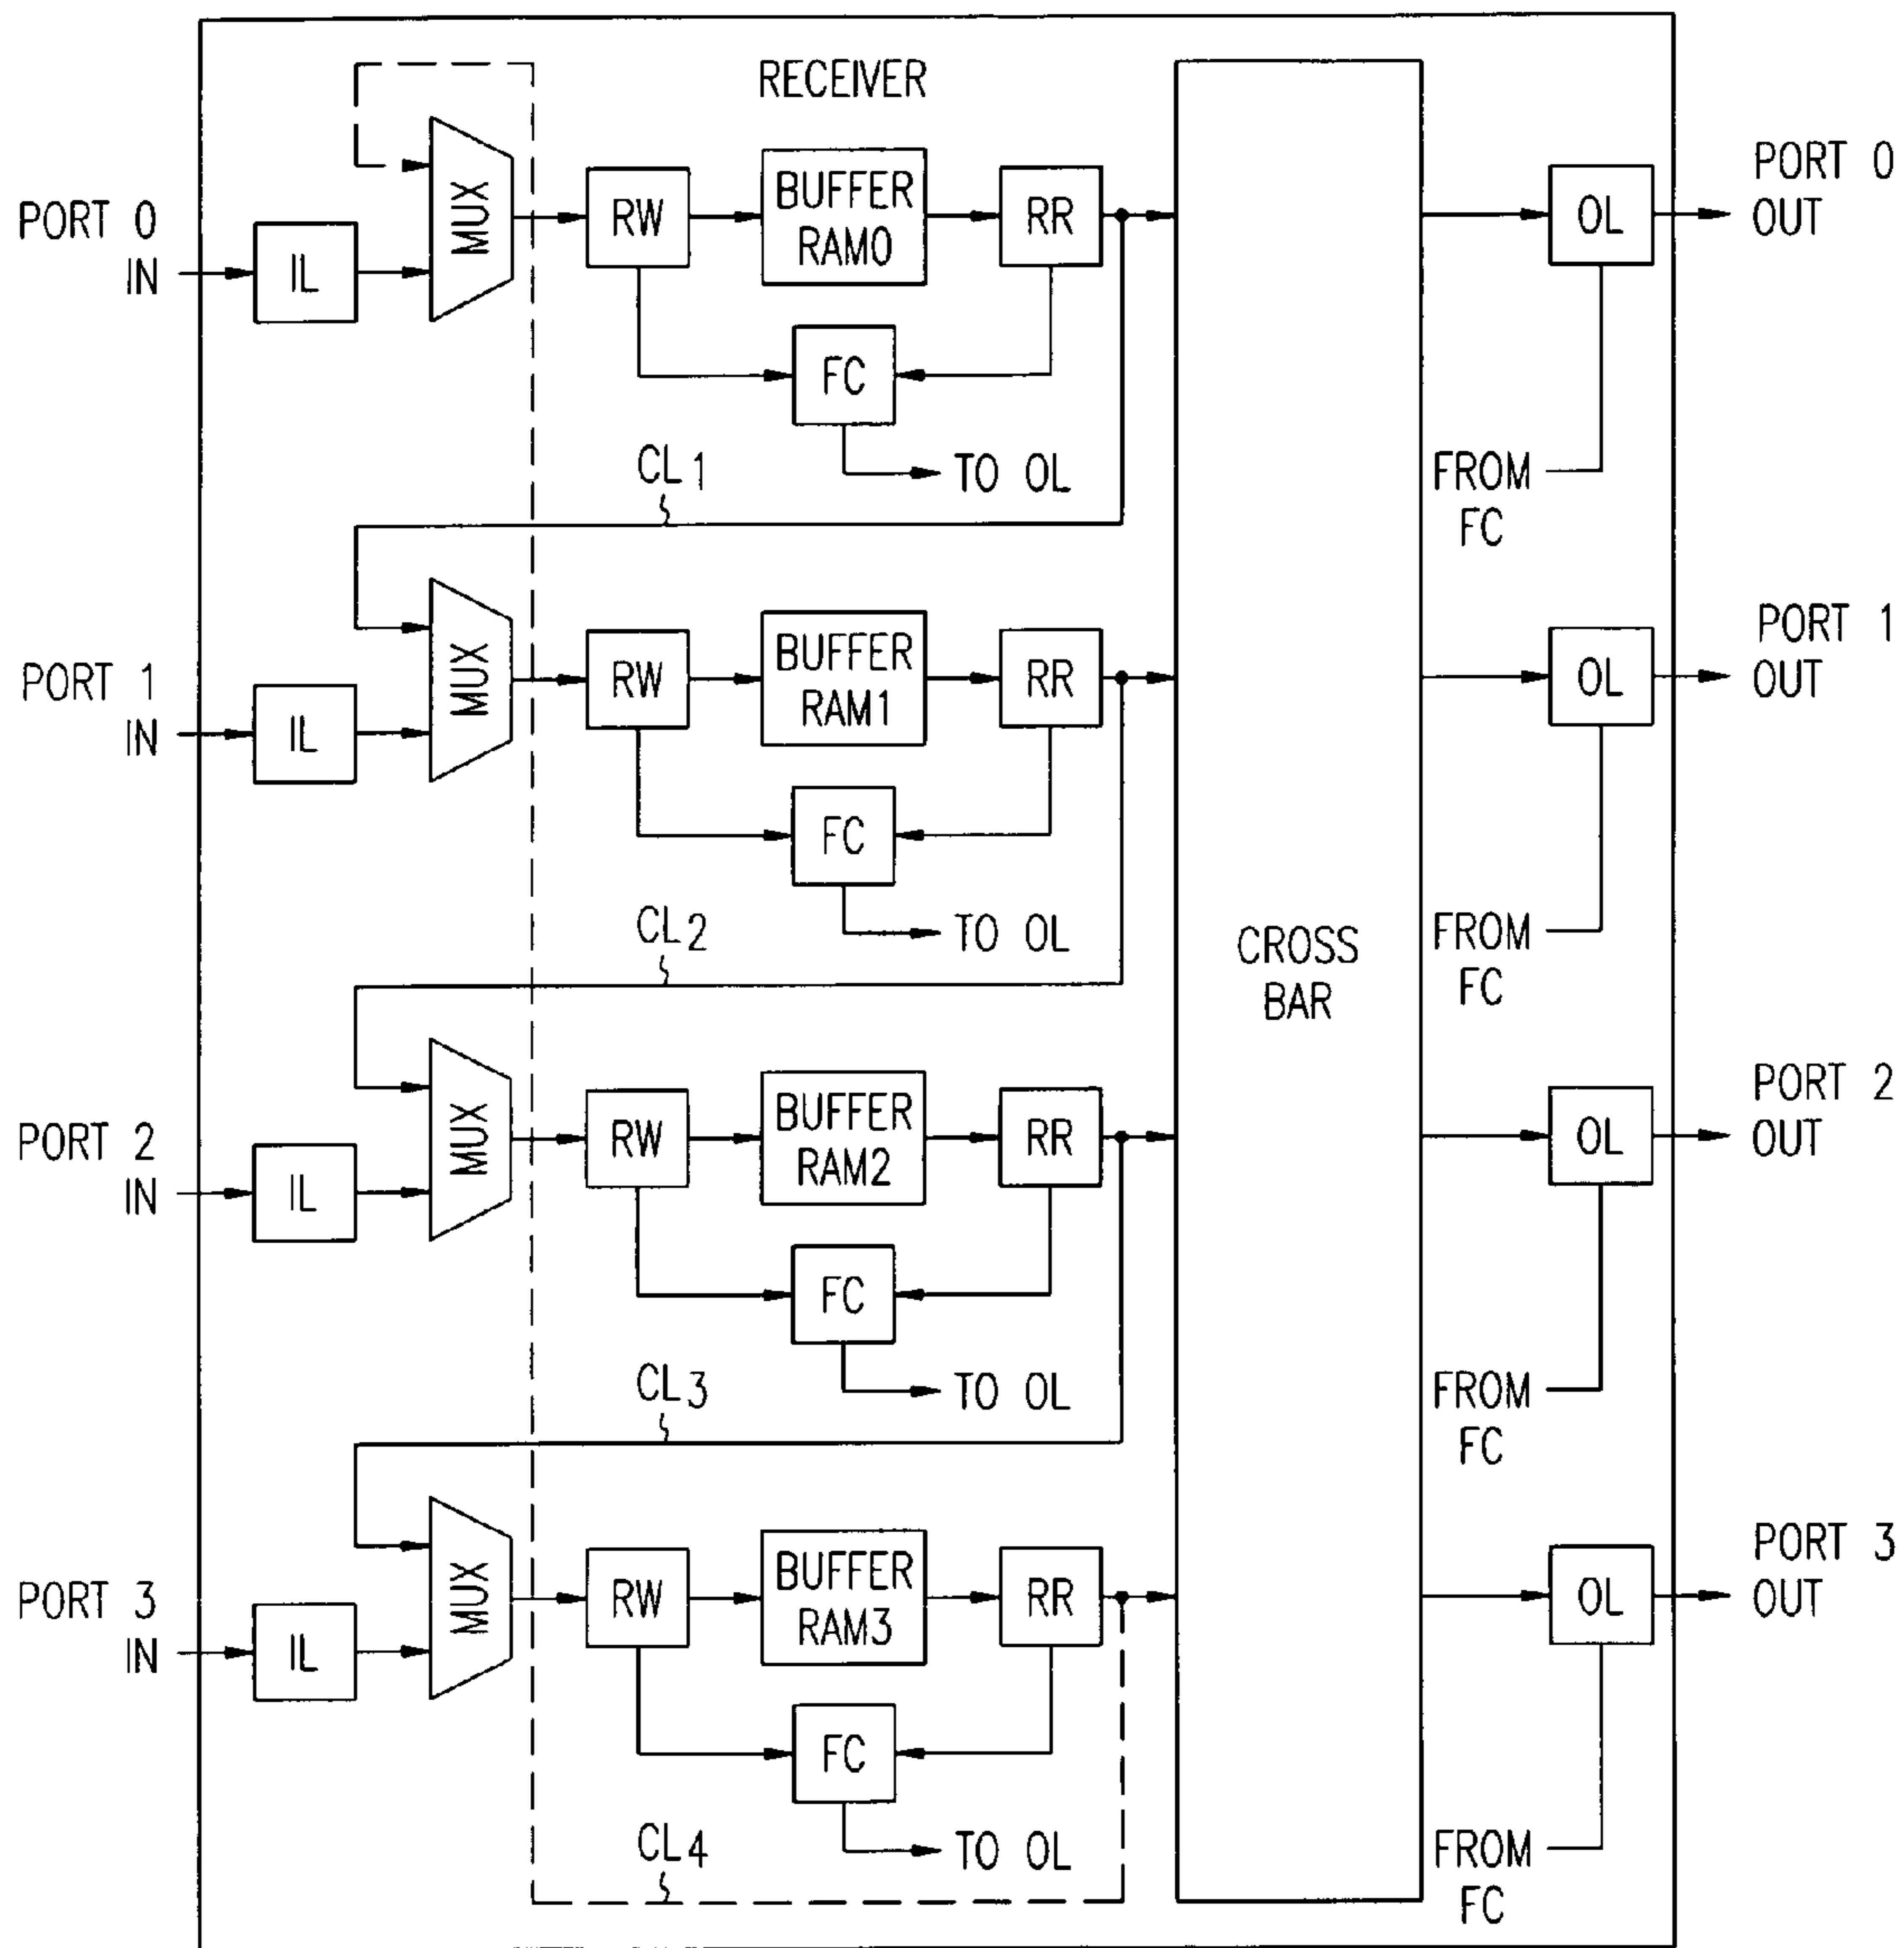 RECEIVER
PORT 0
IN
IL
MUX
RW
BUFFER
RAM0
RR
FC
TO OL
CL1
OL
PORT 0
OUT
FROM
FC
PORT 1
IN
IL
MUX
RW
BUFFER
RAM1
RR
FC
TO OL
CL2
OL
PORT 1
OUT
FROM
FC
CROSS
BAR
PORT 2
IN
IL
MUX
RW
BUFFER
RAM2
RR
FC
TO OL
CL3
OL
PORT 2
OUT
FROM
FC
PORT 3
IN
IL
MUX
RW
BUFFER
RAM3
RR
FC
TO OL
CL4
OL
PORT 3
OUT
FROM
FC